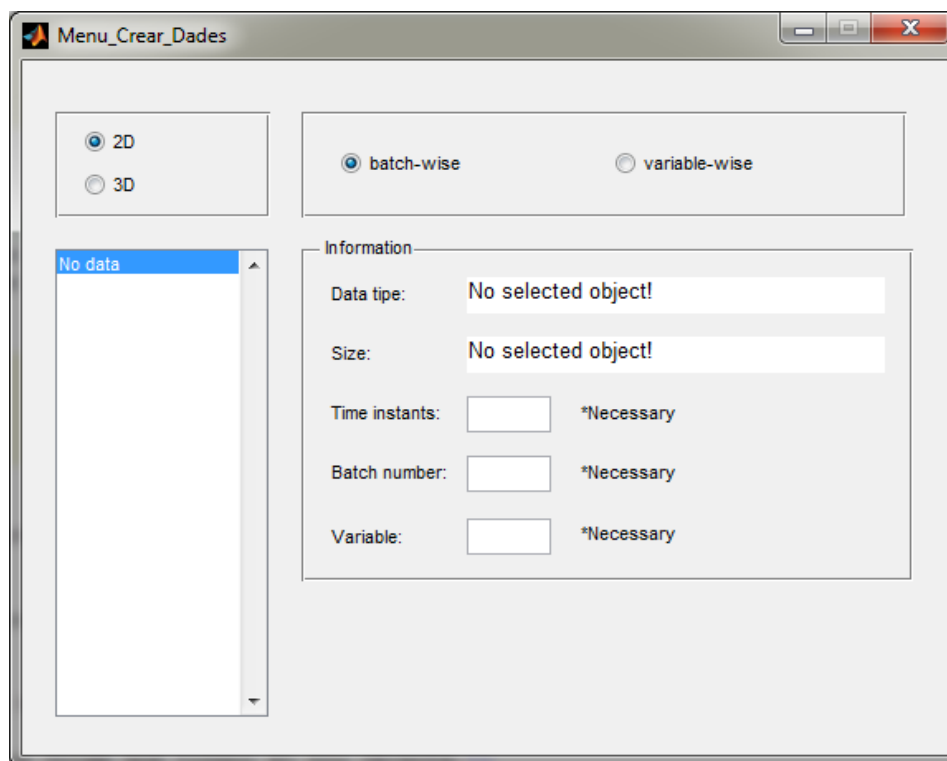 Menu_Crear_Dades
2D
3D
batch-wise variable-wise
No data
Information
Data tipe: No selected object!
Size: No selected object!
Time instants: *Necessary
Batch number: *Necessary
Variable: *Necessary